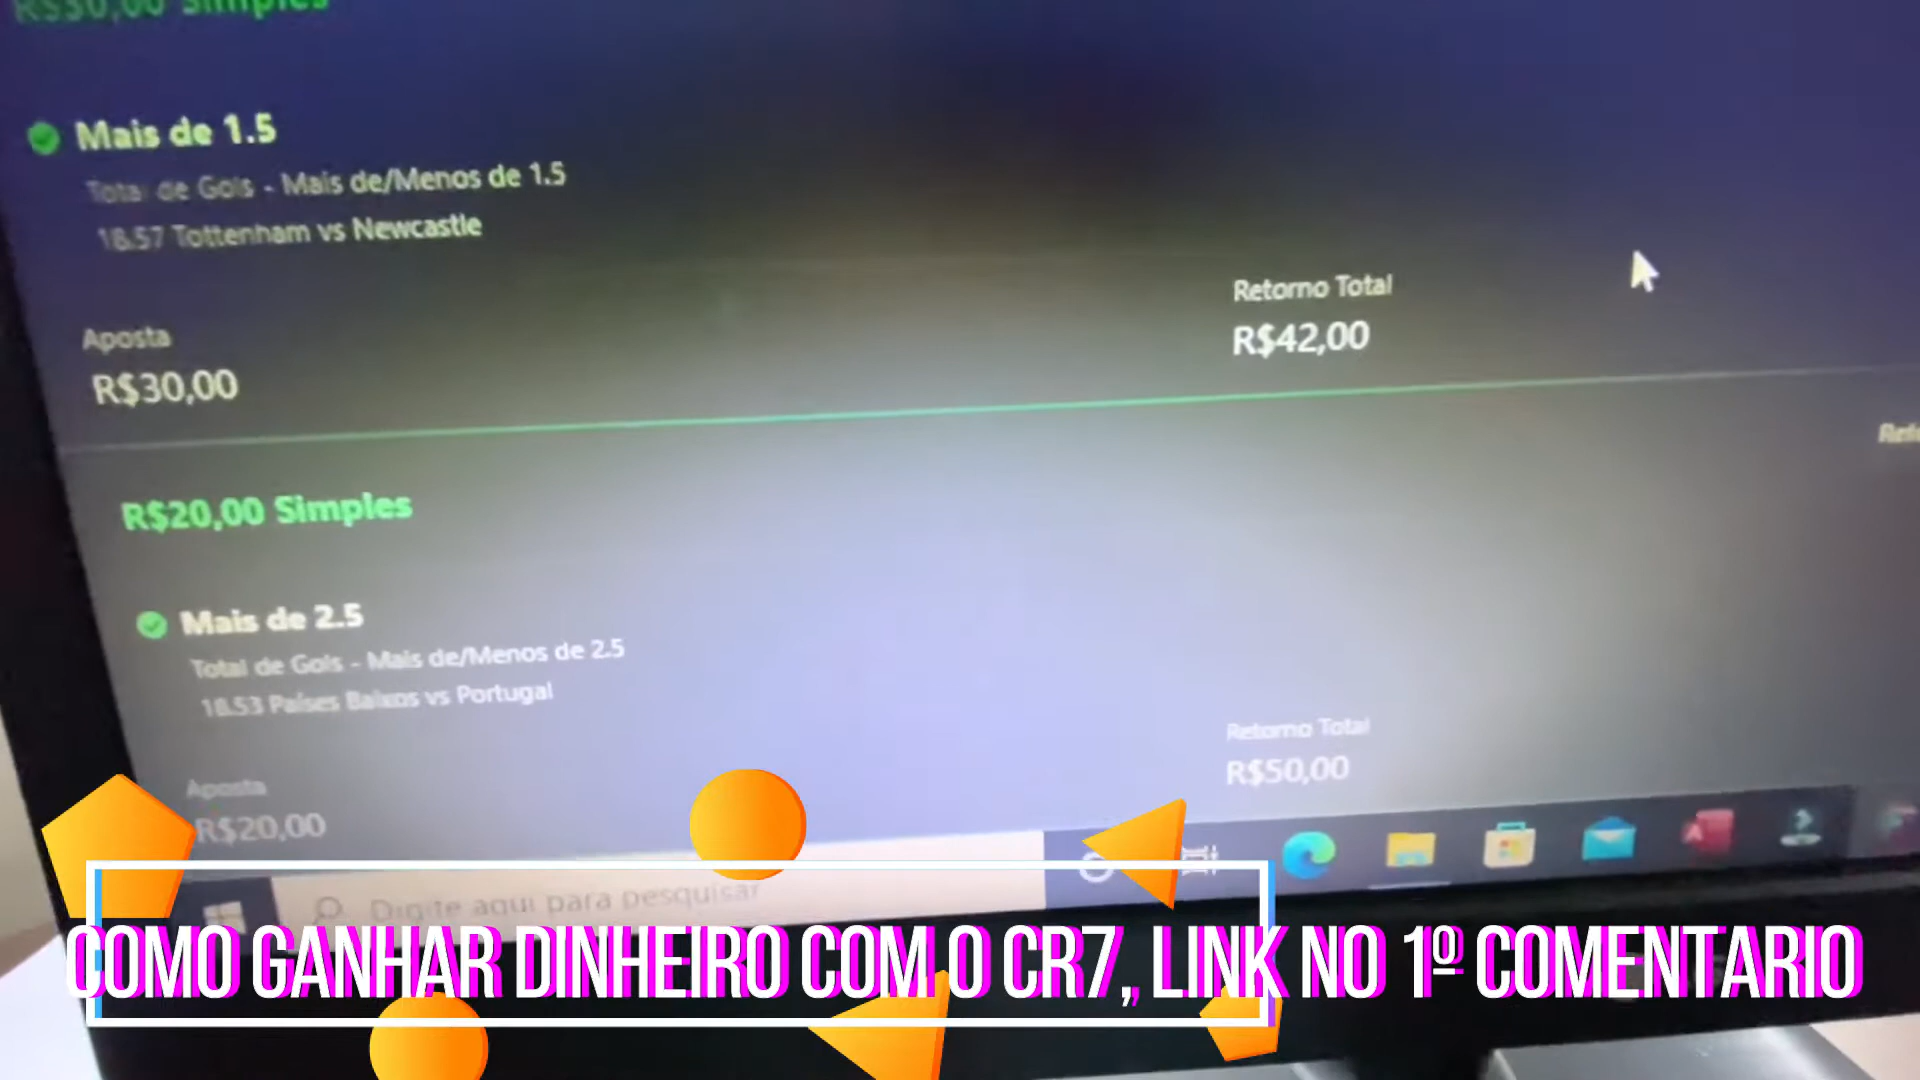 R$30,00 Simples
Mais de 1.5
Total de Gols - Mais de/Menos de 1.5
18.57 Tottenham vs Newcastle
Aposta
R$30,00
Retorno Total
R$42,00
R$20,00 Simples
Mais de 2.5
Total de Gols - Mais de/Menos de 2.5
18.53 Países Baixos vs Portugal
Aposta
R$20,00
Retorno Total
R$50,00
Digite aqui para pesquisar
COMO GANHAR DINHEIRO COM O CR7,, LINK NO 1º COMENTARIO